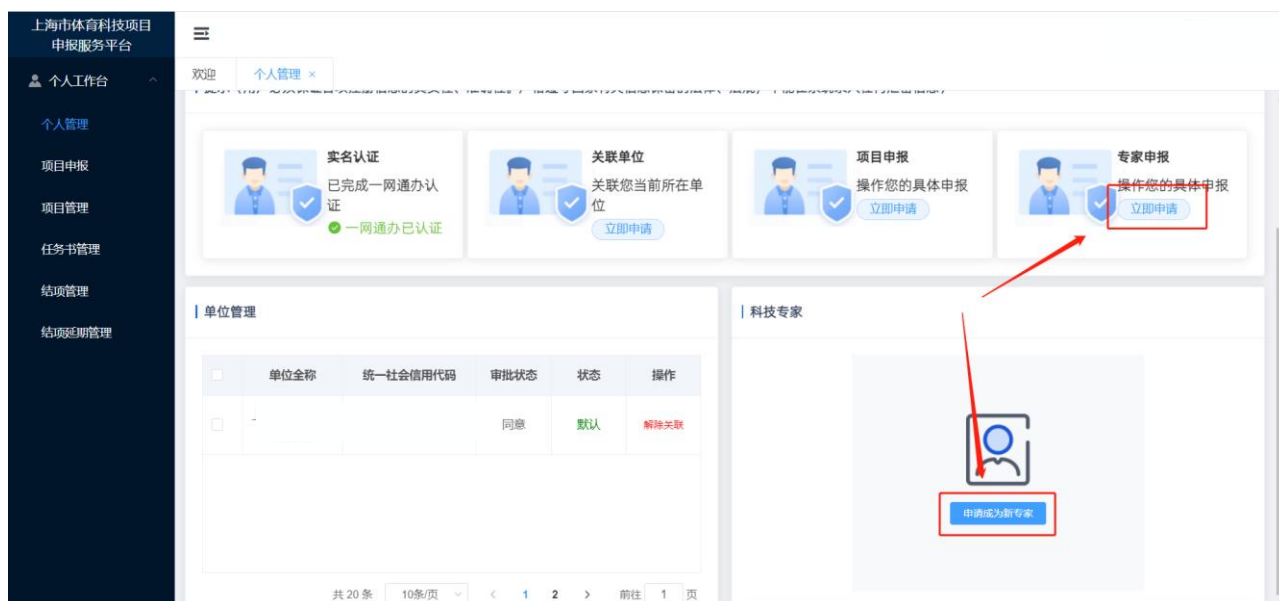 上海市体育科技项目
申报服务平台
个人工作台
个人管理
项目申报
项目管理
任务书管理
结项管理
结项延期管理
欢迎
个人管理 ×
实名认证
已完成一网通办认
证
一网通办已认证
关联单位
关联您当前所在单
位
立即申请
项目申报
操作您的具体申报
立即申请
专家申报
操作您的具体申报
立即申请
单位管理
单位全称 统一社会信用代码 审批状态 状态 操作
同意 默认 解除关联
共 20 条 10条/页 < 1 2 > 前往 1 页
科技专家
申请成为新专家